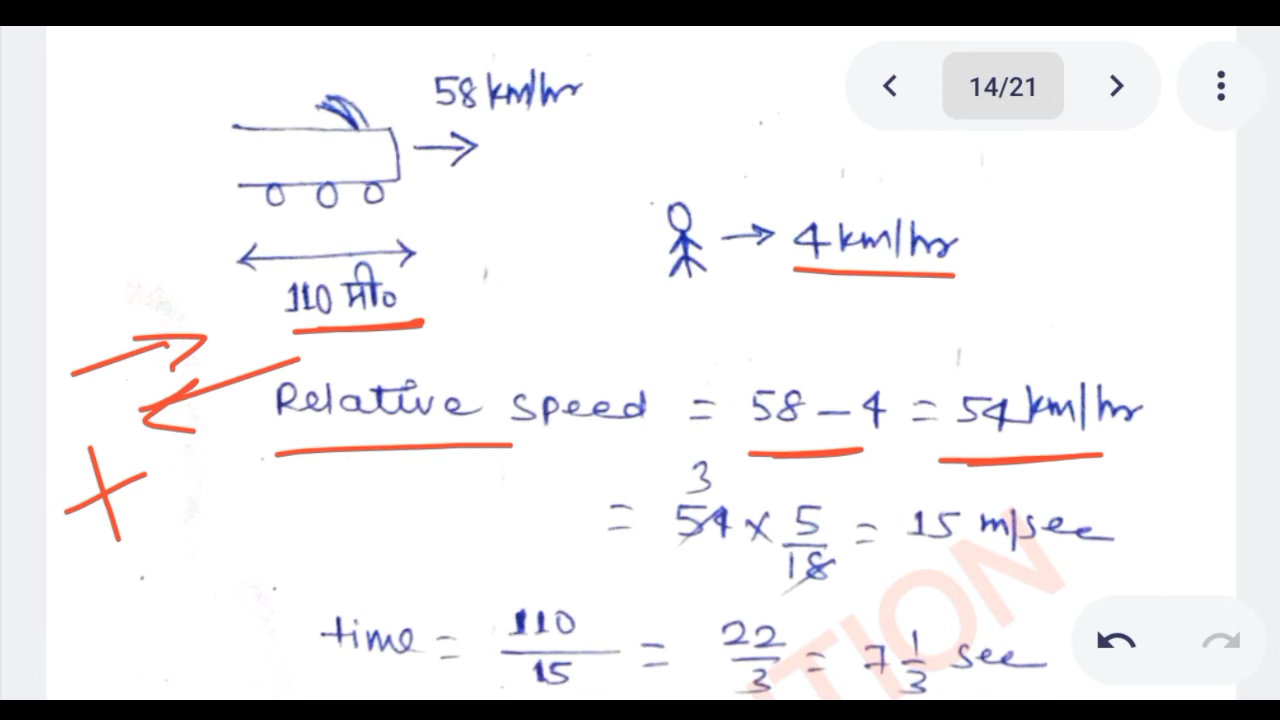 14/21
58 km/hr
4 km/hr
110 मी०
Relative speed = 58 – 4 = 54 km/hr
3
= 54 × 5/18 = 15 m/sec
time = 110/15 = 22/3 = 7 1/3 sec